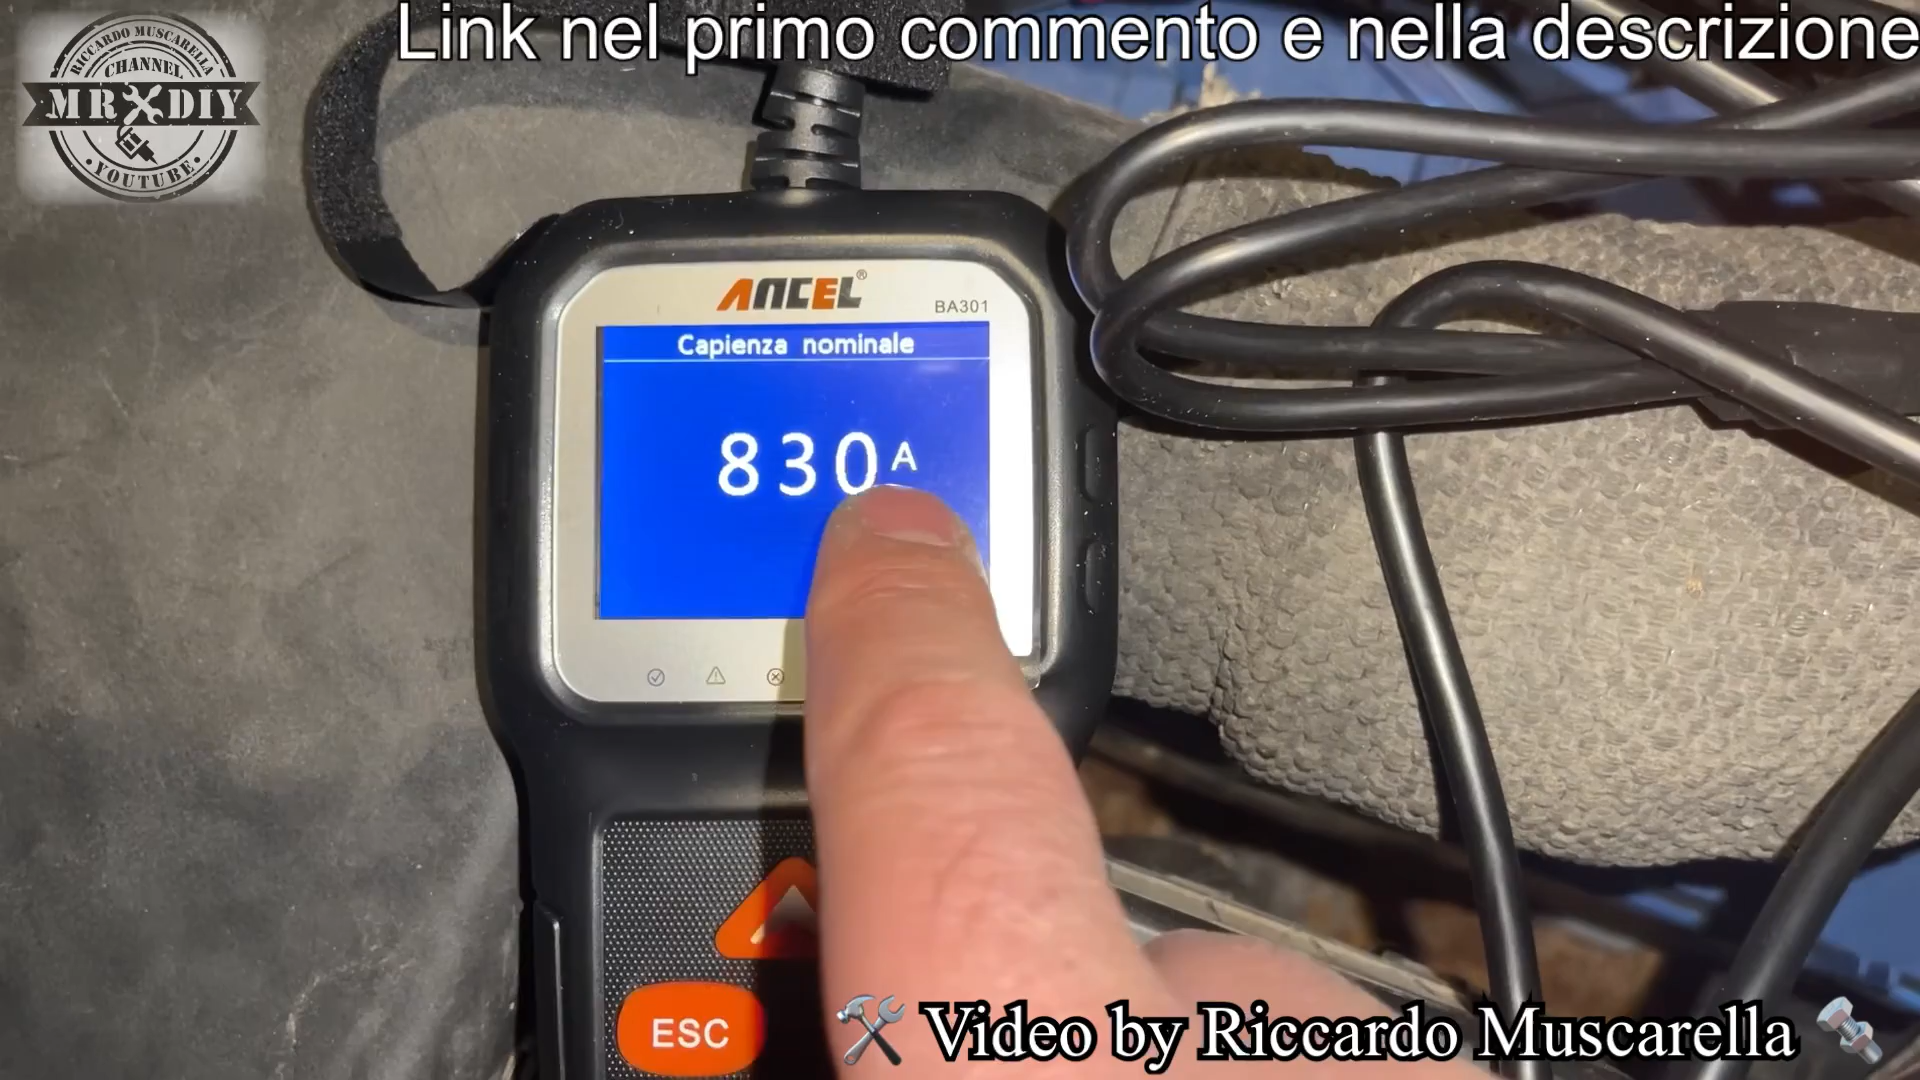 Link nel primo commento e nella descrizione
RICCARDO MUSCARELLA
CHANNEL
MR DIY
YOUTUBE
ANCEL®
BA301
Capienza nominale
830 A
ESC
Video by Riccardo Muscarella